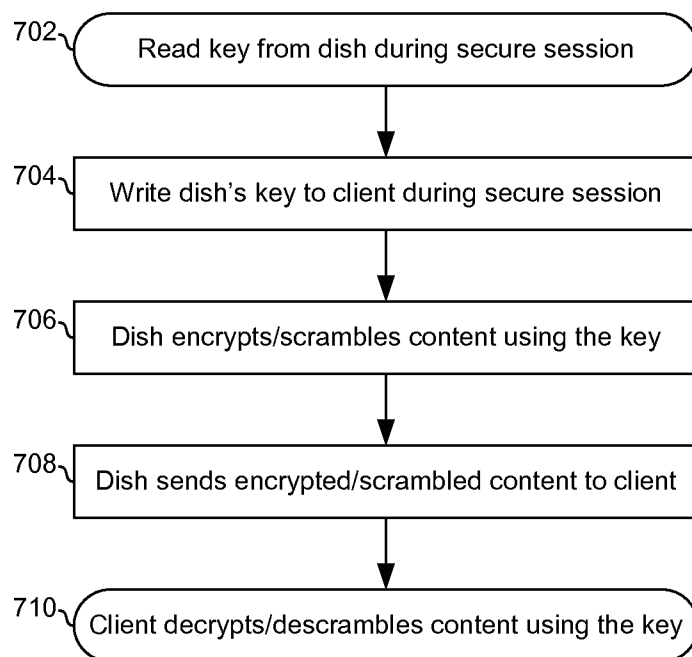 702 Read key from dish during secure session
704 Write dish's key to client during secure session
706 Dish encrypts/scrambles content using the key
708 Dish sends encrypted/scrambled content to client
710 Client decrypts/descrambles content using the key